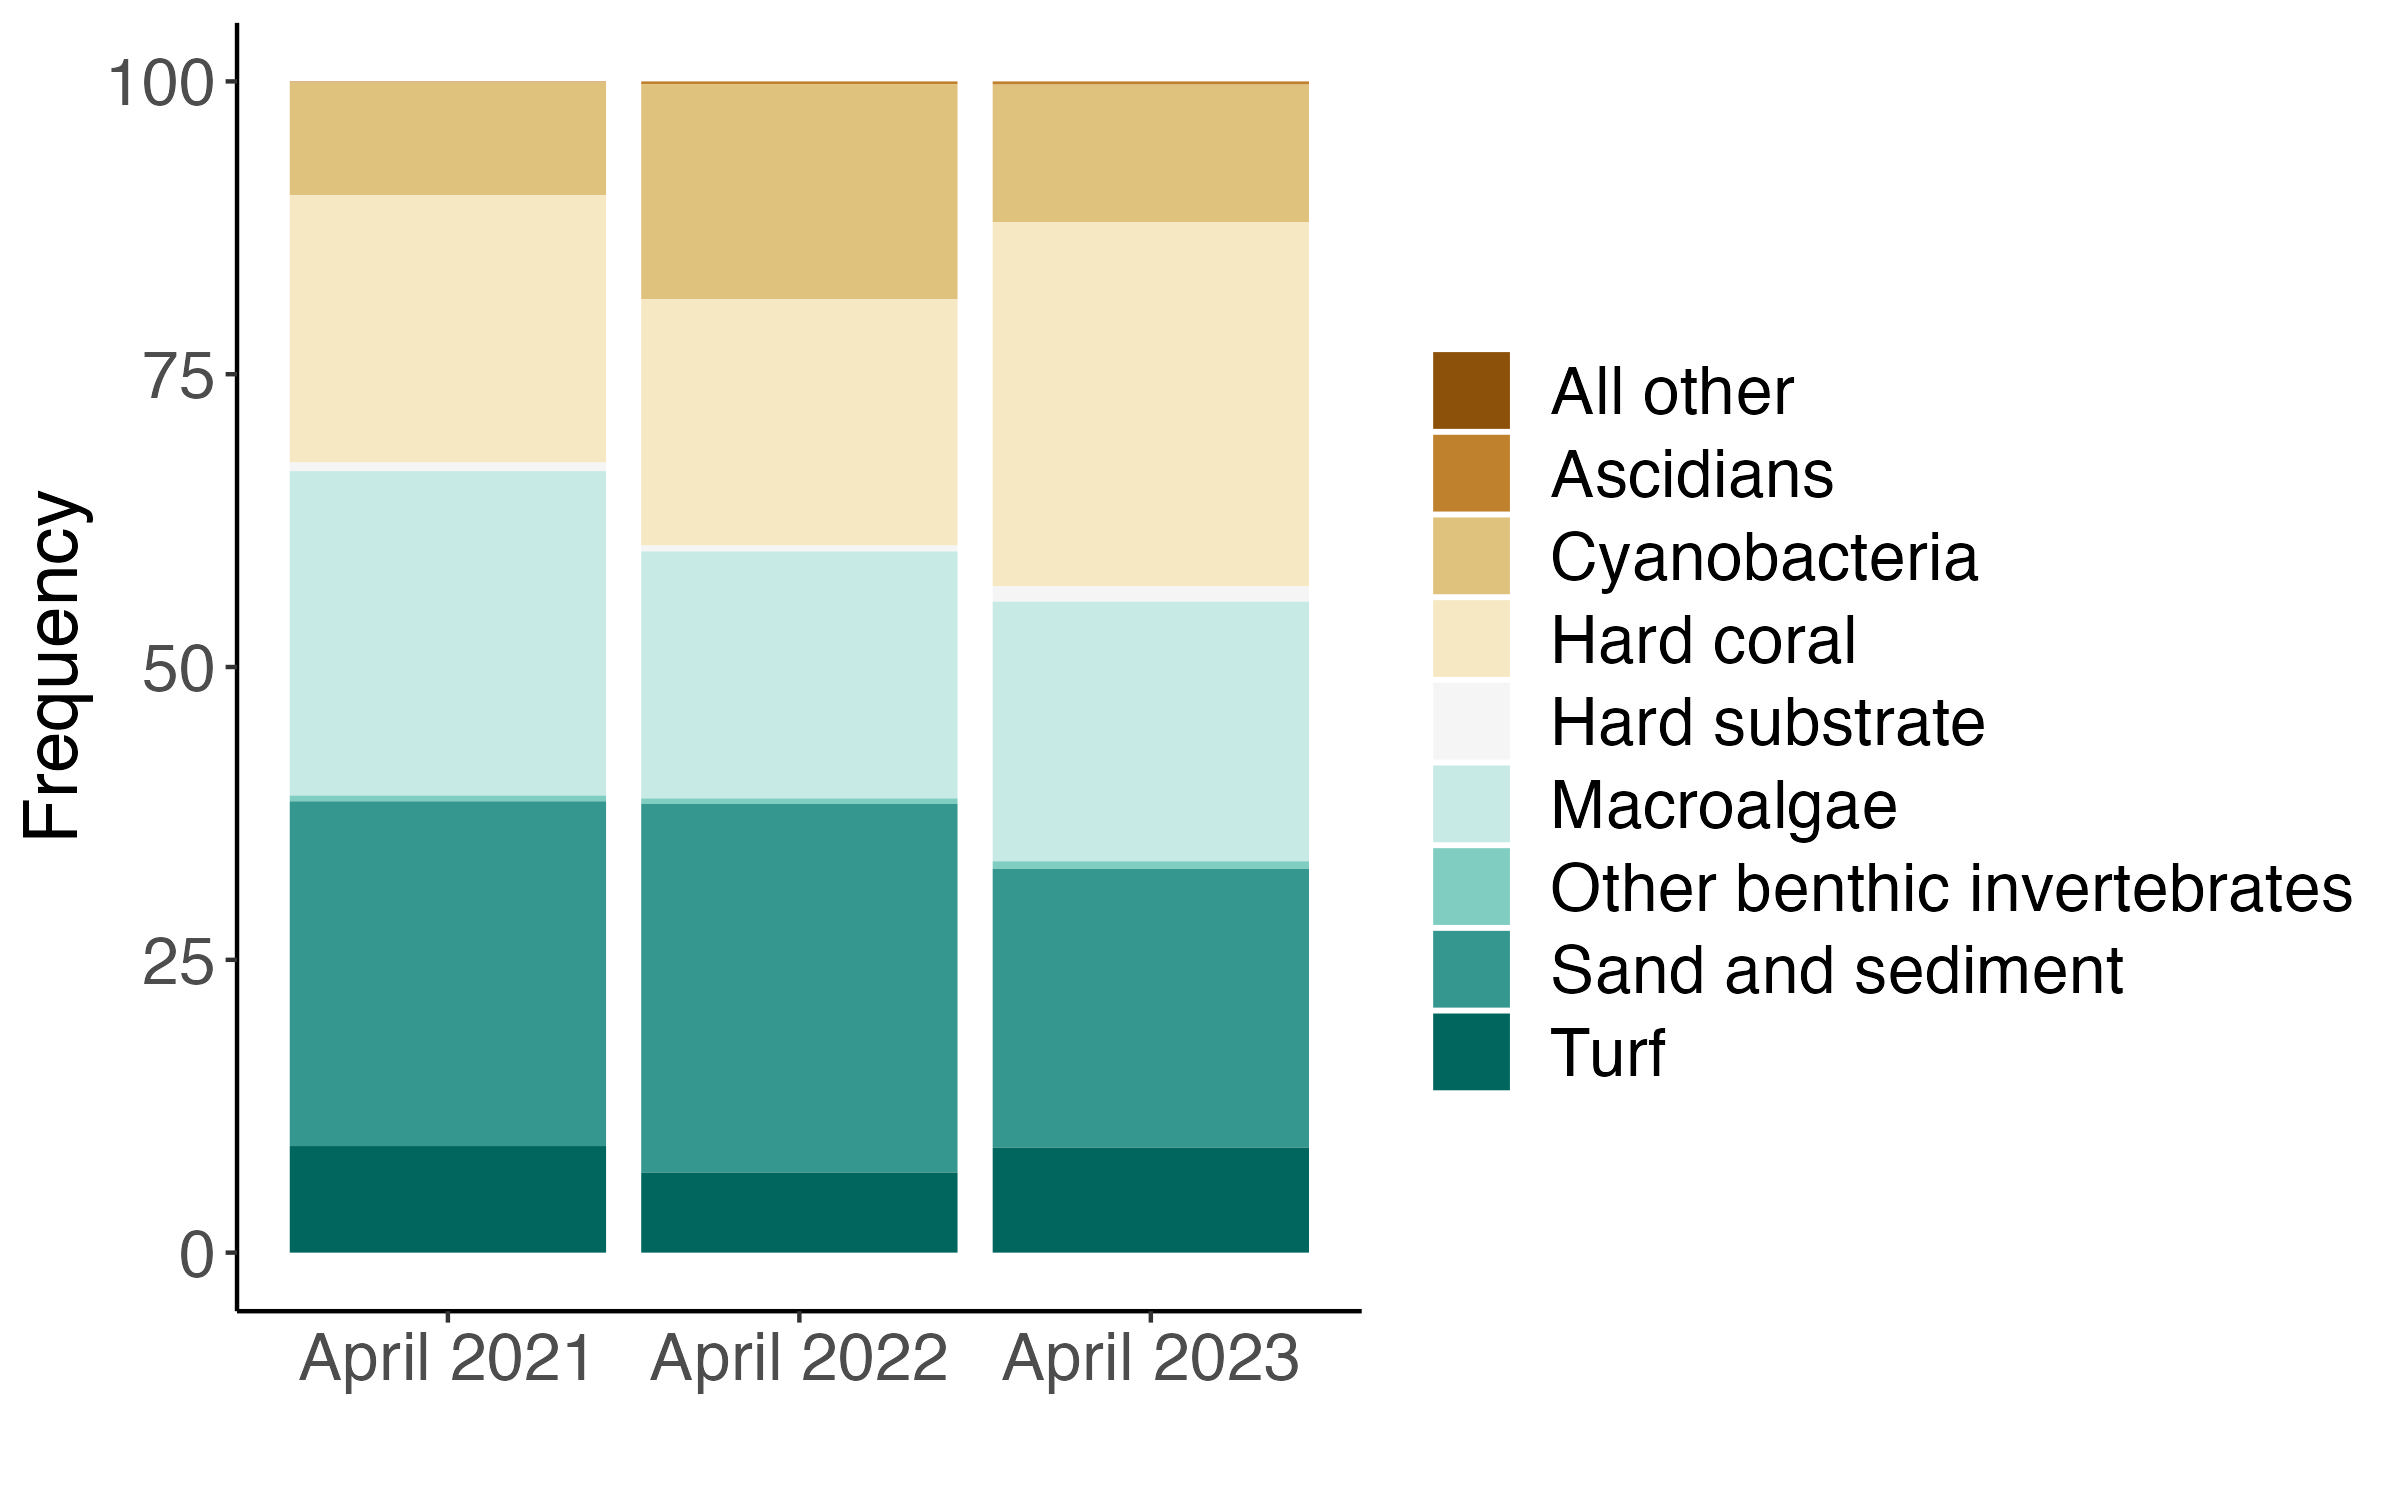 Frequency
100
75
50
25
0
April 2021
April 2022
April 2023
All other
Ascidians
Cyanobacteria
Hard coral
Hard substrate
Macroalgae
Other benthic invertebrates
Sand and sediment
Turf